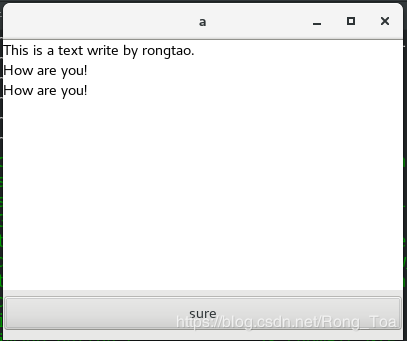 a
This is a text write by rongtao.
How are you!
How are you!
sure
https://blog.csdn.net/Rong_Toa